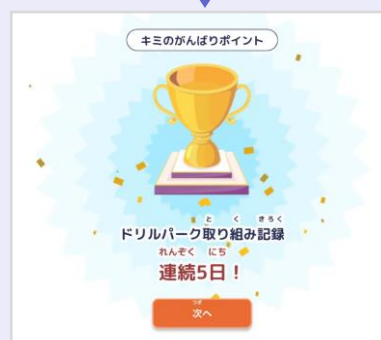 キミのがんばりポイント
と く きろく
ドリルパーク取り組み記録
れんぞく にち
連続5日！
つぎ
次へ